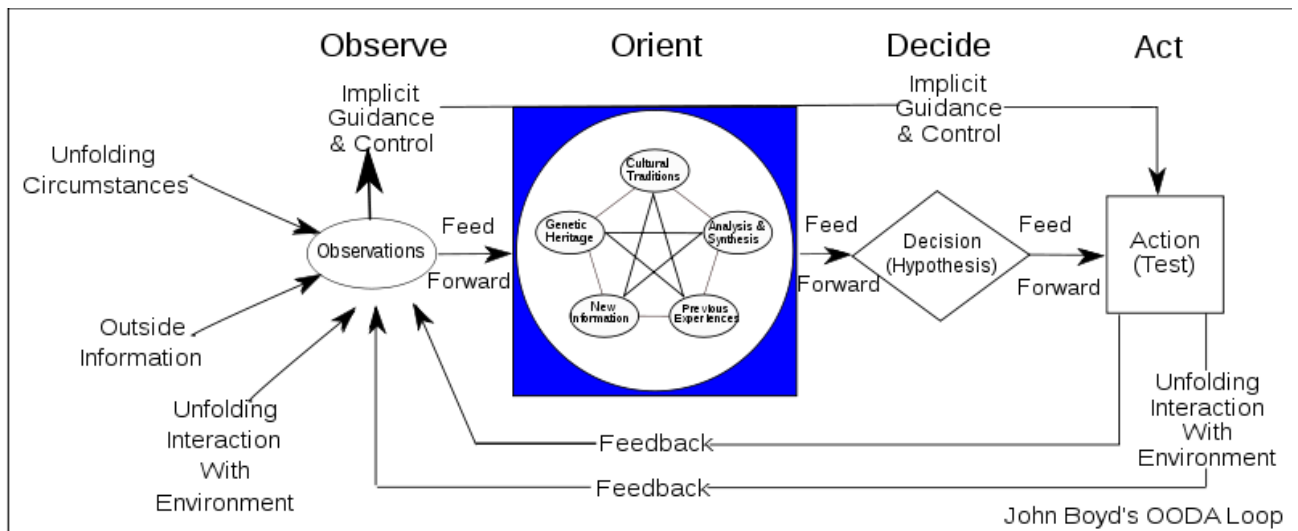 Observe
Orient
Decide
Act
Implicit
Guidance
& Control
Implicit
Guidance
& Control
Unfolding
Circumstances
Observations
Feed
Forward
Cultural
Traditions
Genetic
Heritage
Analysis &
Synthesis
New
Information
Previous
Experiences
Feed
Forward
Decision
(Hypothesis)
Feed
Forward
Action
(Test)
Outside
Information
Unfolding
Interaction
With
Environment
Feedback
Feedback
Unfolding
Interaction
With
Environment
John Boyd's OODA Loop